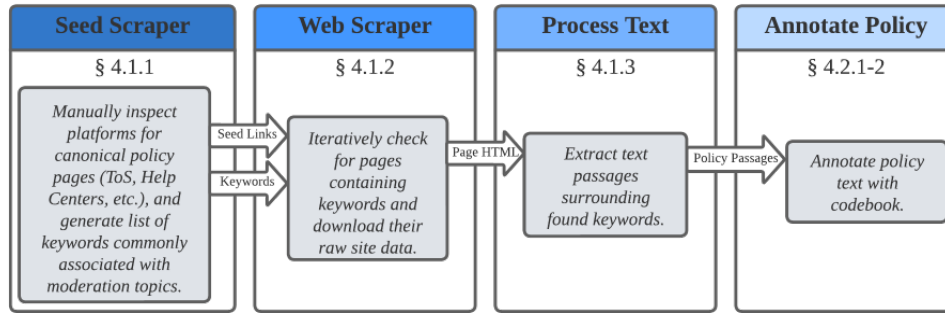 Seed Scraper
§ 4.1.1
Manually inspect
platforms for
canonical policy
pages (ToS, Help
Centers, etc.), and
generate list of
keywords commonly
associated with
moderation topics.
Seed Links
Keywords
Web Scraper
§ 4.1.2
Iteratively check
for pages
containing
keywords and
download their
raw site data.
Page HTML
Process Text
§ 4.1.3
Extract text
passages
surrounding
found keywords.
Policy Passages
Annotate Policy
§ 4.2.1-2
Annotate policy
text with
codebook.